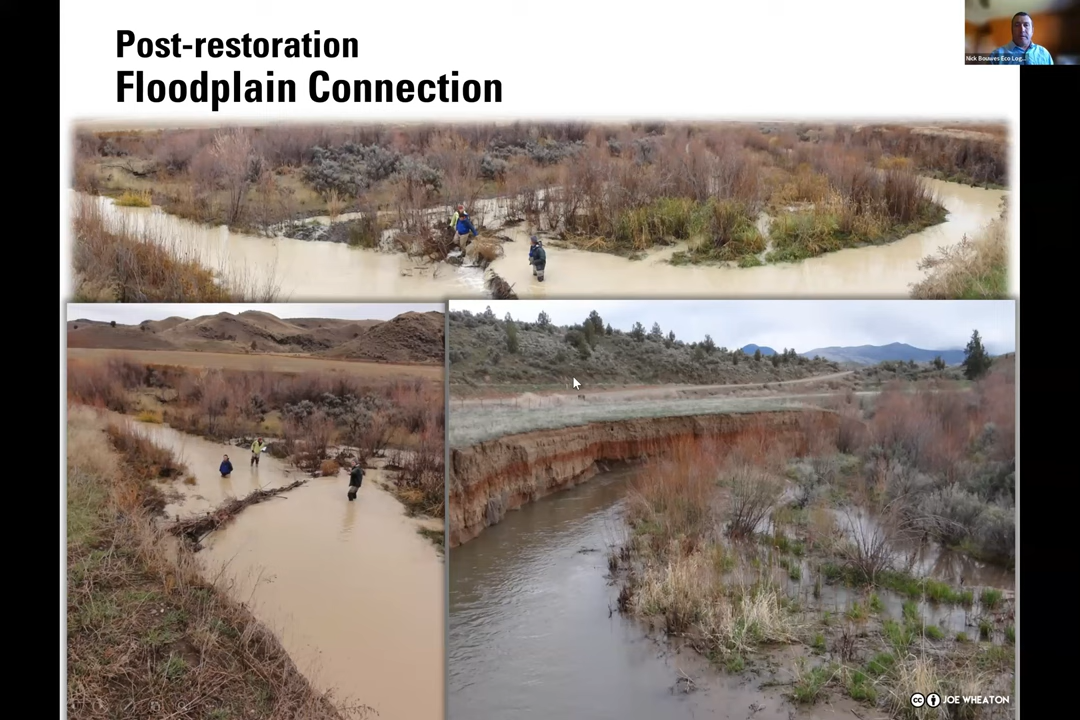 Post-restoration
Floodplain Connection
Nick Bouwes Eco Log...
JOE WHEATON